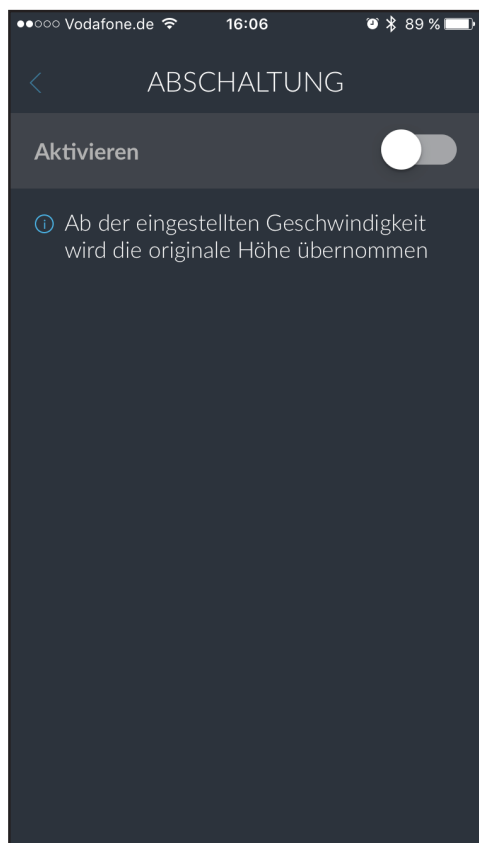 ●●○○○ Vodafone.de 16:06 89 %
ABSCHALTUNG
Aktivieren
Ab der eingestellten Geschwindigkeit
wird die originale Höhe übernommen